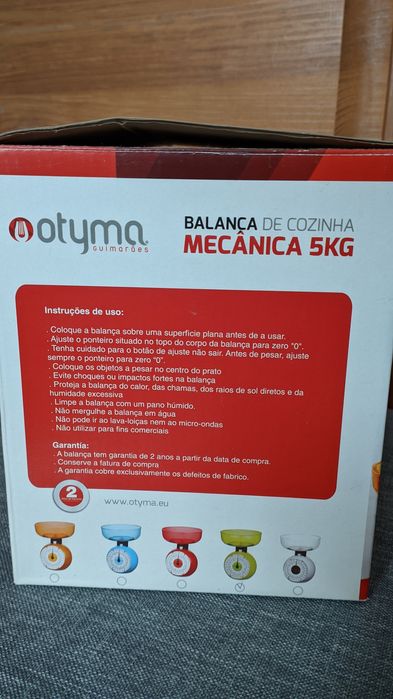 otyma
GUIMARÃES
BALANÇA DE COZINHA
MECÂNICA 5KG
Instruções de uso:
. Coloque a balança sobre uma superficie plana antes de a usar.
. Ajuste o ponteiro situado no topo do corpo da balança para zero "0".
. Tenha cuidado para o botão de ajuste não sair. Antes de pesar, ajuste
sempre o ponteiro para zero "0".
. Coloque os objetos a pesar no centro do prato
. Evite choques ou impactos fortes na balança
. Proteja a balança do calor, das chamas, dos raios de sol diretos e da
humidade excessiva
. Limpe a balança com um pano húmido.
. Não mergulhe a balança em água
. Não pode ir ao lava-loiças nem ao micro-ondas
. Não utilizar para fins comerciais
Garantia:
. A balança tem garantia de 2 anos a partir da data de compra.
. Conserve a fatura de compra
. A garantia cobre exclusivamente os defeitos de fabrico.
2
www.otyma.eu